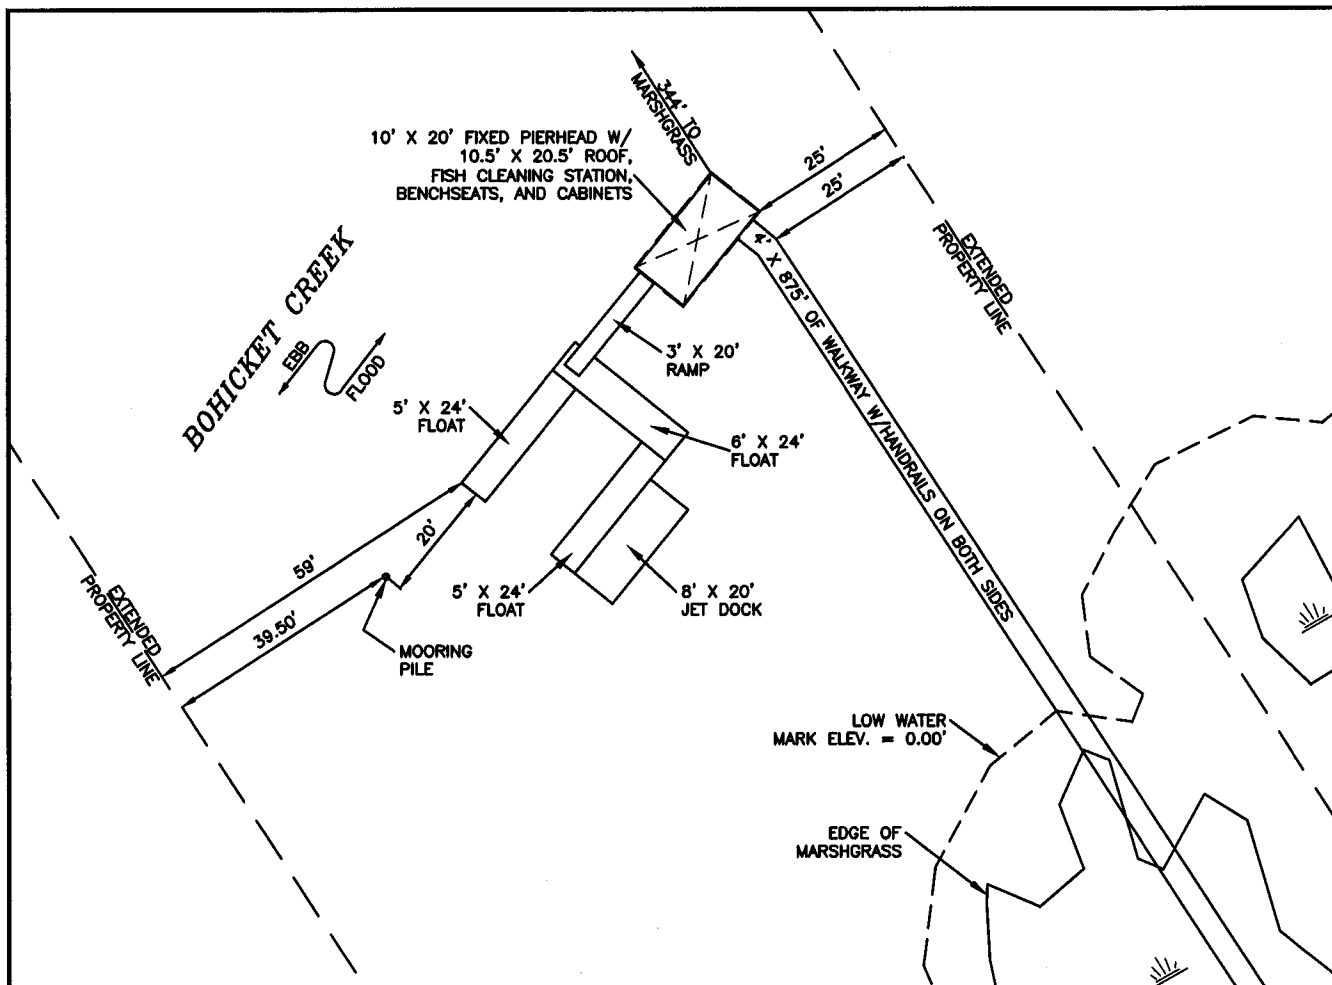 344' TO
MARSHGRASS
10' X 20' FIXED PIERHEAD W/
10.5' X 20.5' ROOF,
FISH CLEANING STATION,
BENCHSEATS, AND CABINETS
25'
25'
EXTENDED
PROPERTY LINE
BOHICKET CREEK
EBB
FLOOD
4' X 875' OF WALKWAY W/HANDRAILS ON BOTH SIDES
3' X 20'
RAMP
5' X 24'
FLOAT
6' X 24'
FLOAT
20'
59'
39.50'
5' X 24'
FLOAT
8' X 20'
JET DOCK
EXTENDED
PROPERTY LINE
MOORING
PILE
LOW WATER
MARK ELEV. = 0.00'
EDGE OF
MARSHGRASS